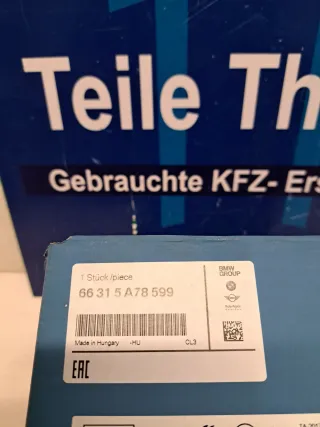 Teile Th
Gebrauchte KFZ- Ers
1 Stück/piece
66 31 5 A78 599
BMW
GROUP
Made in Hungary -HU CL3
EAC